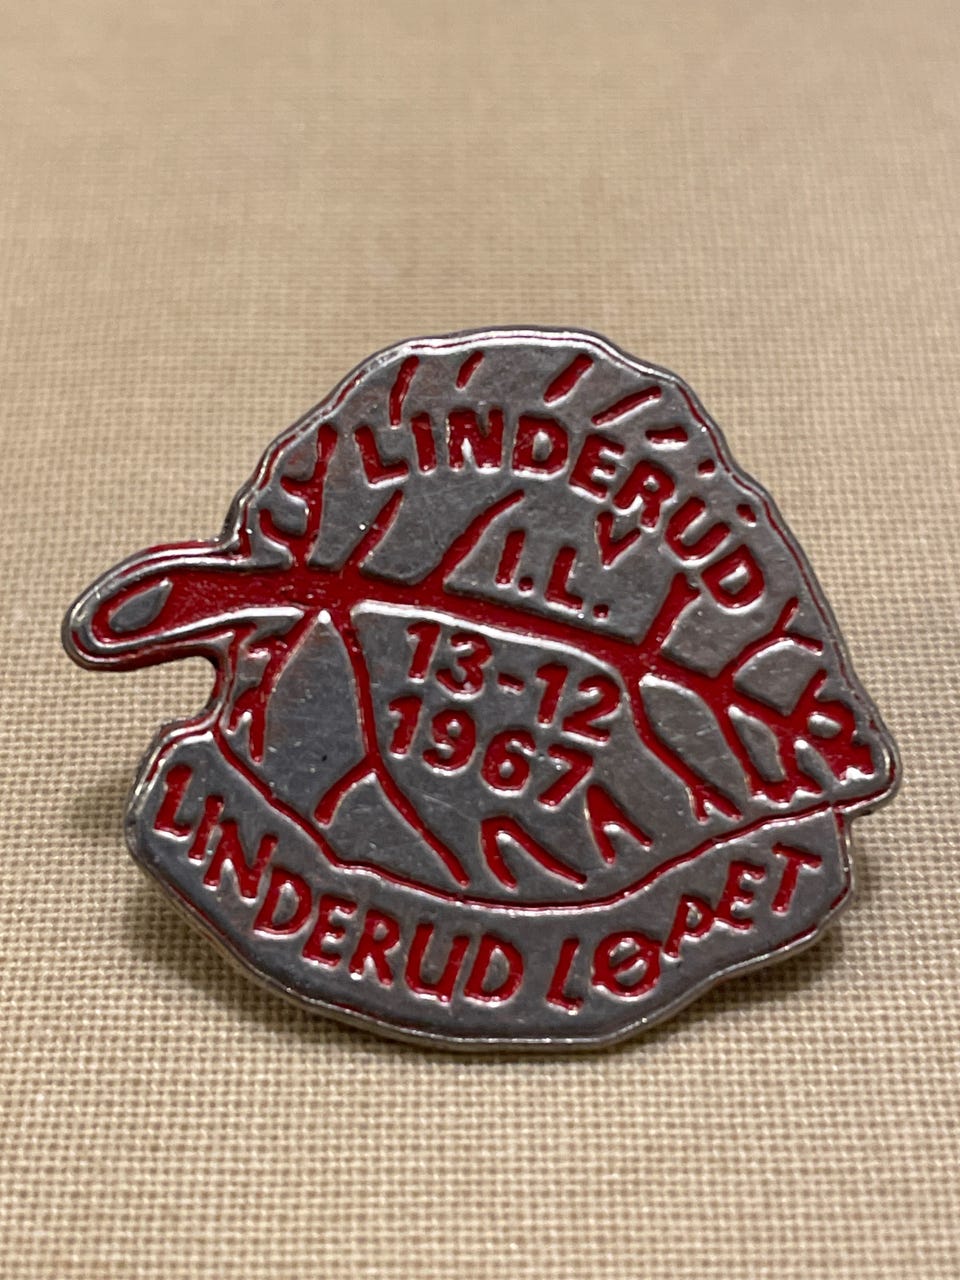 LINDERUD
I.L.
13-12
1967
LINDERUD LØPET